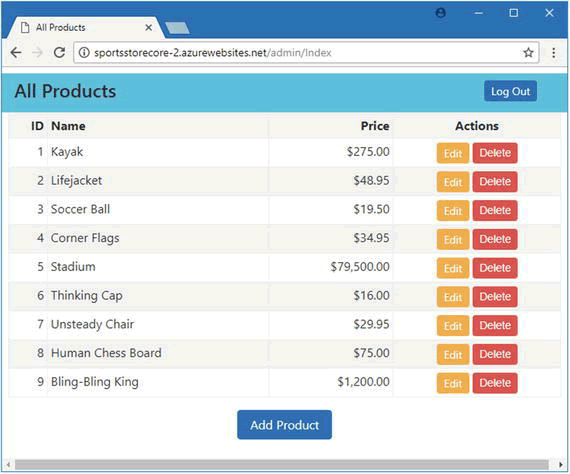 All Products
sportsstorecore-2.azurewebsites.net/admin/Index
All Products Log Out
ID Name Price Actions
1 Kayak $275.00 Edit Delete
2 Lifejacket $48.95 Edit Delete
3 Soccer Ball $19.50 Edit Delete
4 Corner Flags $34.95 Edit Delete
5 Stadium $79,500.00 Edit Delete
6 Thinking Cap $16.00 Edit Delete
7 Unsteady Chair $29.95 Edit Delete
8 Human Chess Board $75.00 Edit Delete
9 Bling-Bling King $1,200.00 Edit Delete
Add Product